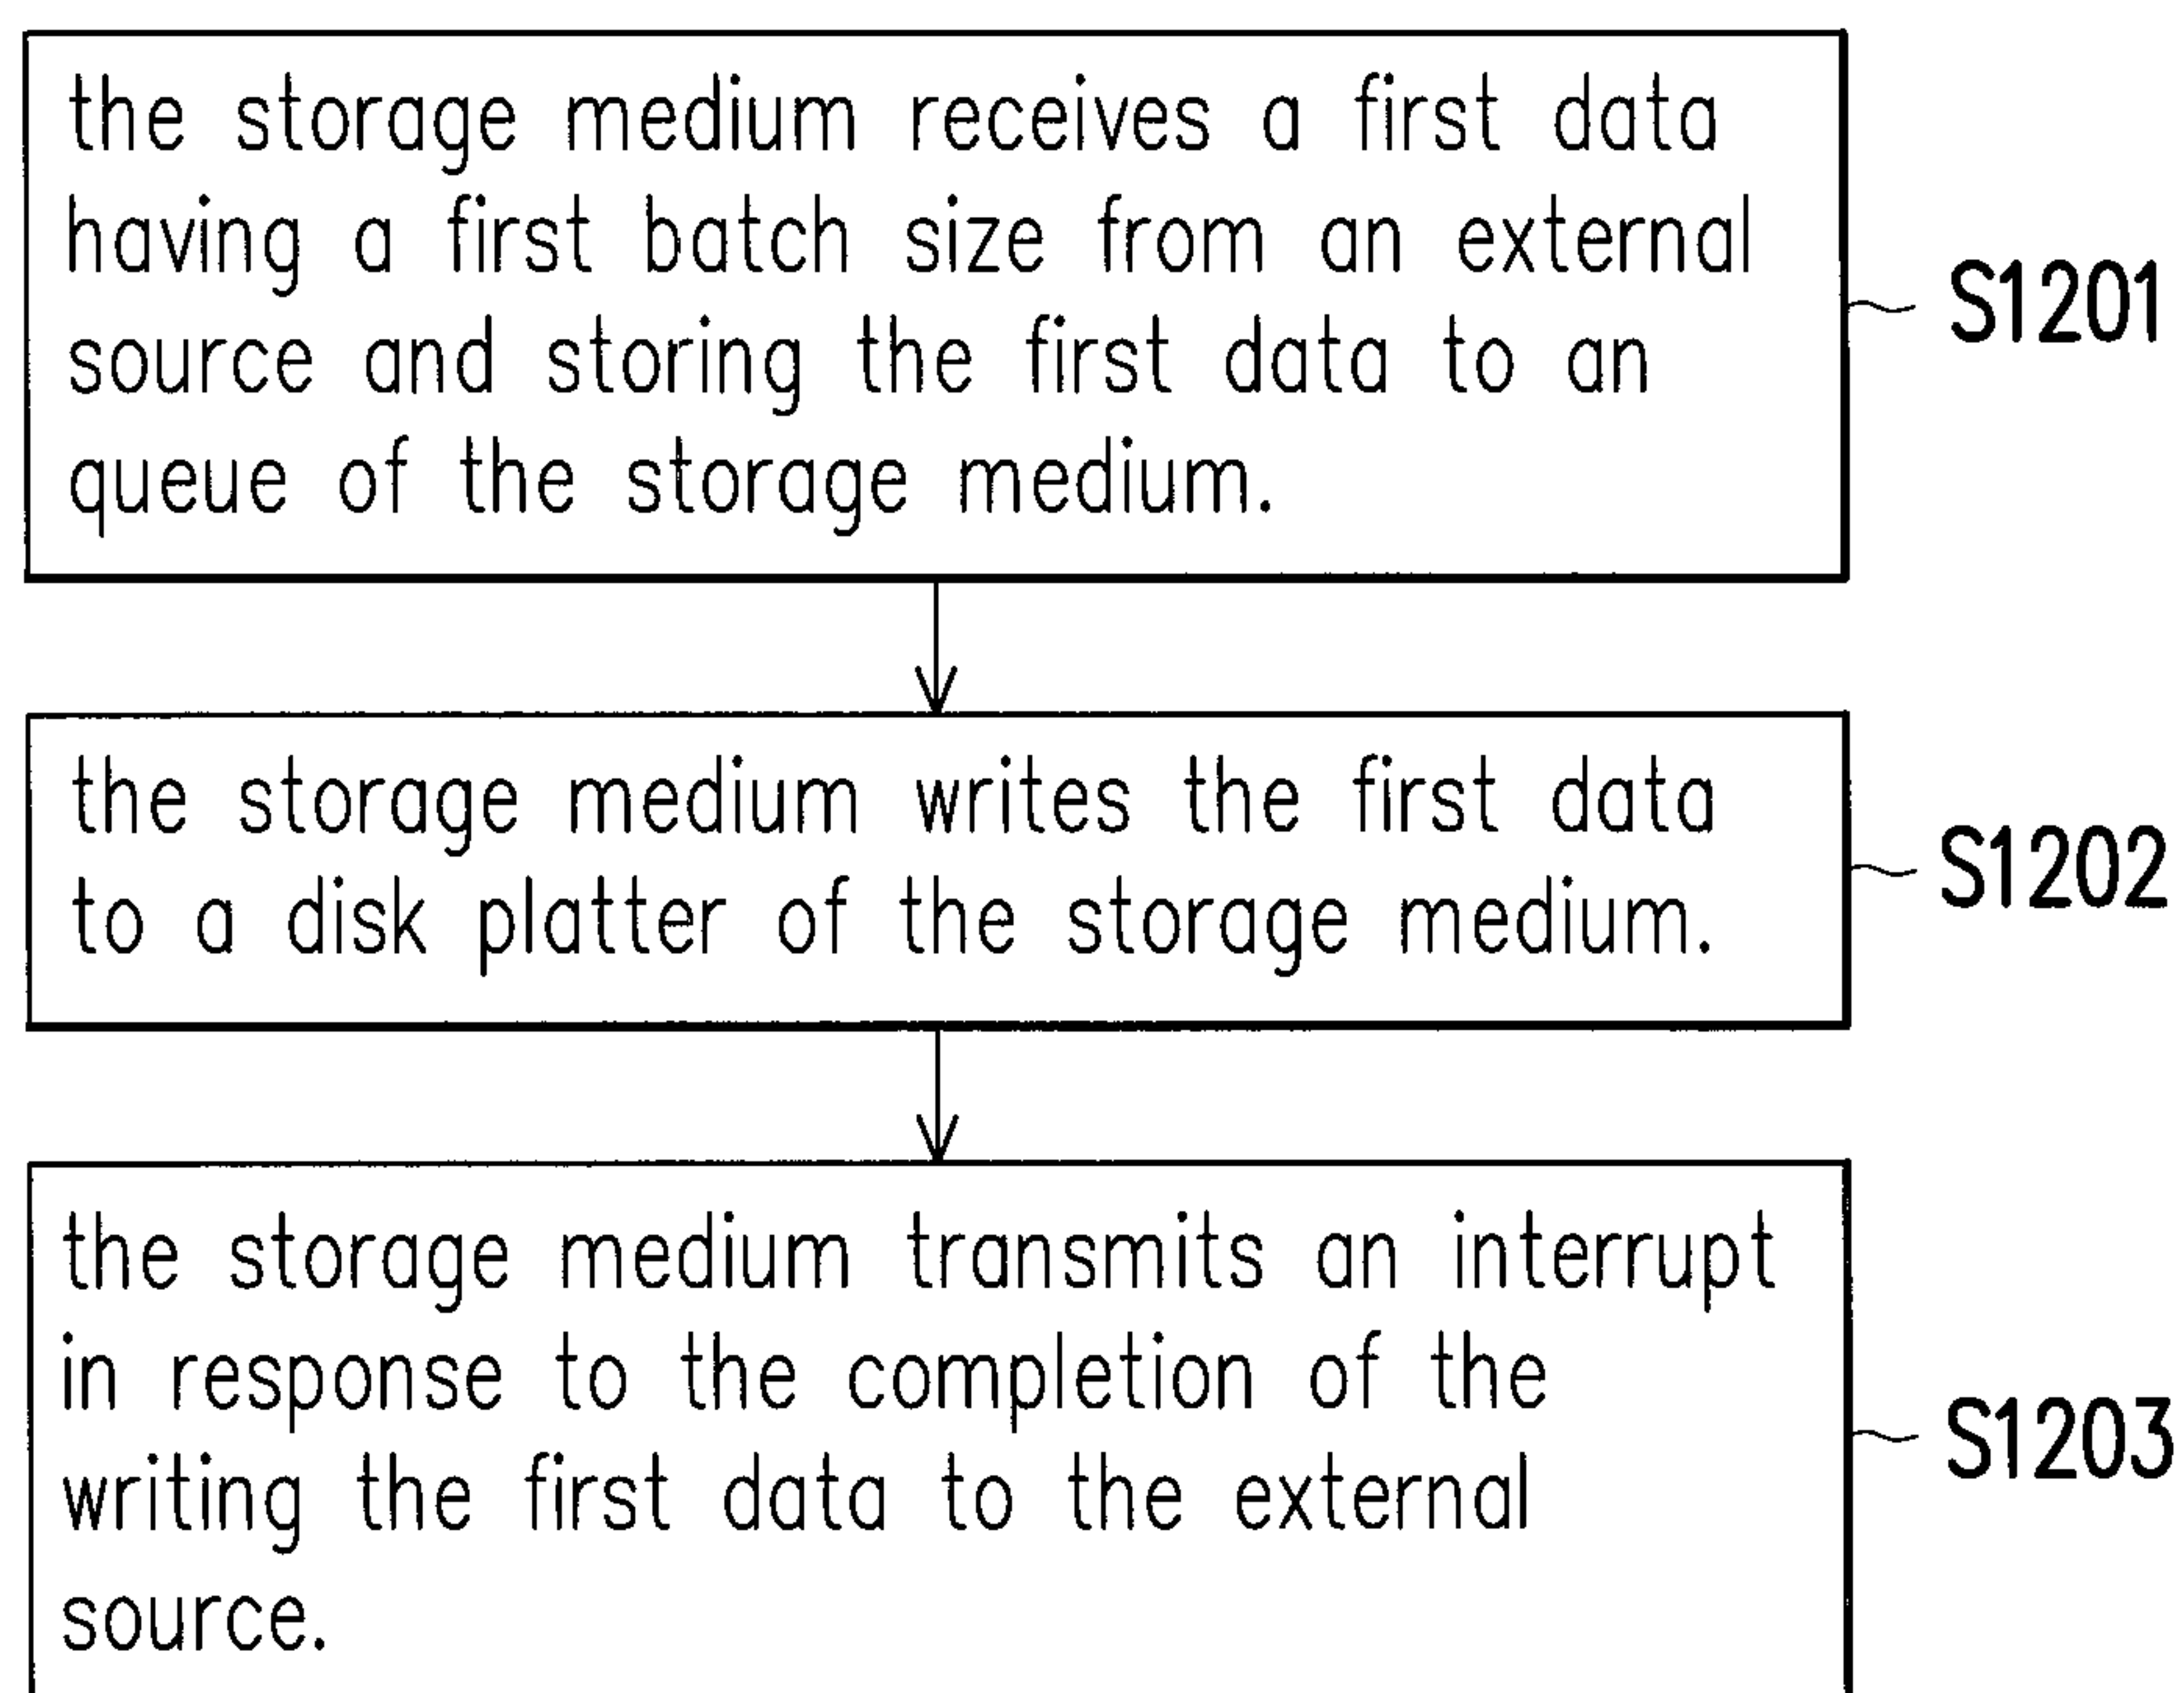 the storage medium receives a first data
having a first batch size from an external
source and storing the first data to an
queue of the storage medium.
S1201
the storage medium writes the first data
to a disk platter of the storage medium.
S1202
the storage medium transmits an interrupt
in response to the completion of the
writing the first data to the external
source.
S1203